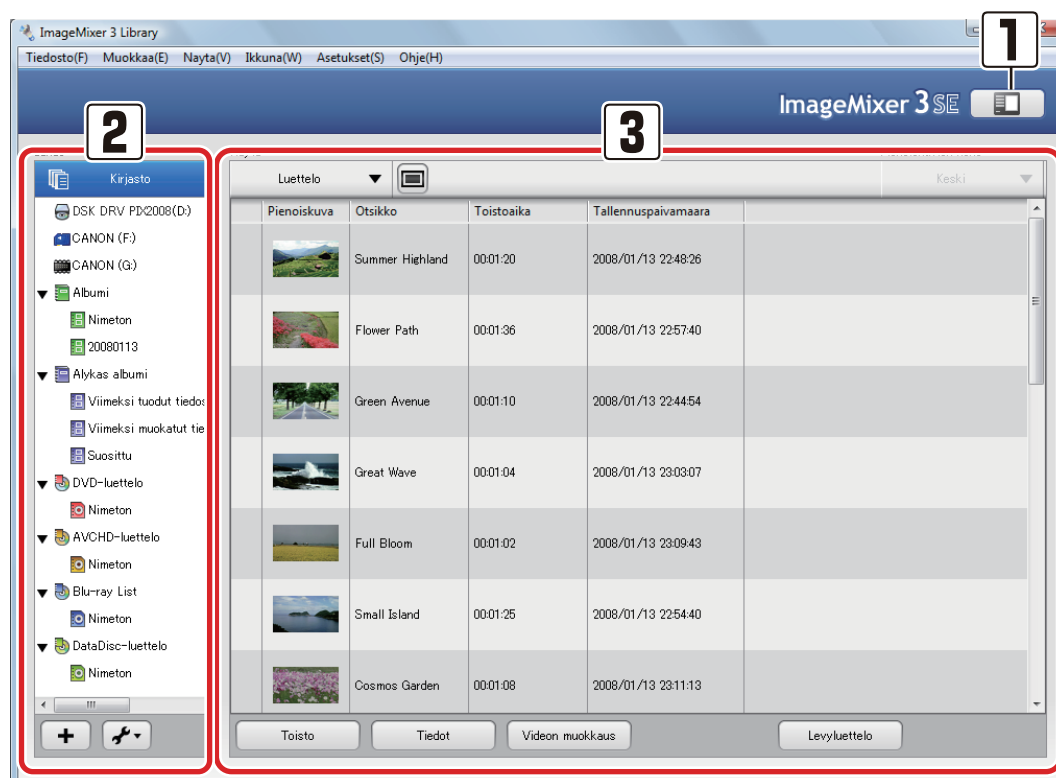 ImageMixer 3 Library
Tiedosto(F) Muokkaa(E) Nayta(V) Ikkuna(W) Asetukset(S) Ohje(H)
1
ImageMixer 3 SE
2
3
Kirjasto
DSK DRV PIX2008(D:)
CANON (F:)
CANON (G:)
Albumi
Nimeton
20080113
Alykas albumi
Viimeksi tuodut tiedos
Viimeksi muokatut tie
Suosittu
DVD-luettelo
Nimeton
AVCHD-luettelo
Nimeton
Blu-ray List
Nimeton
DataDisc-luettelo
Nimeton
Luettelo Keski
Pienoiskuva Otsikko Toistoaika Tallennuspaivamaara
Summer Highland 00:01:20 2008/01/13 22:48:26
Flower Path 00:01:36 2008/01/13 22:57:40
Green Avenue 00:01:10 2008/01/13 22:44:54
Great Wave 00:01:04 2008/01/13 23:03:07
Full Bloom 00:01:02 2008/01/13 23:09:43
Small Island 00:01:25 2008/01/13 22:54:40
Cosmos Garden 00:01:08 2008/01/13 23:11:13
Toisto Tiedot Videon muokkaus Levyluettelo